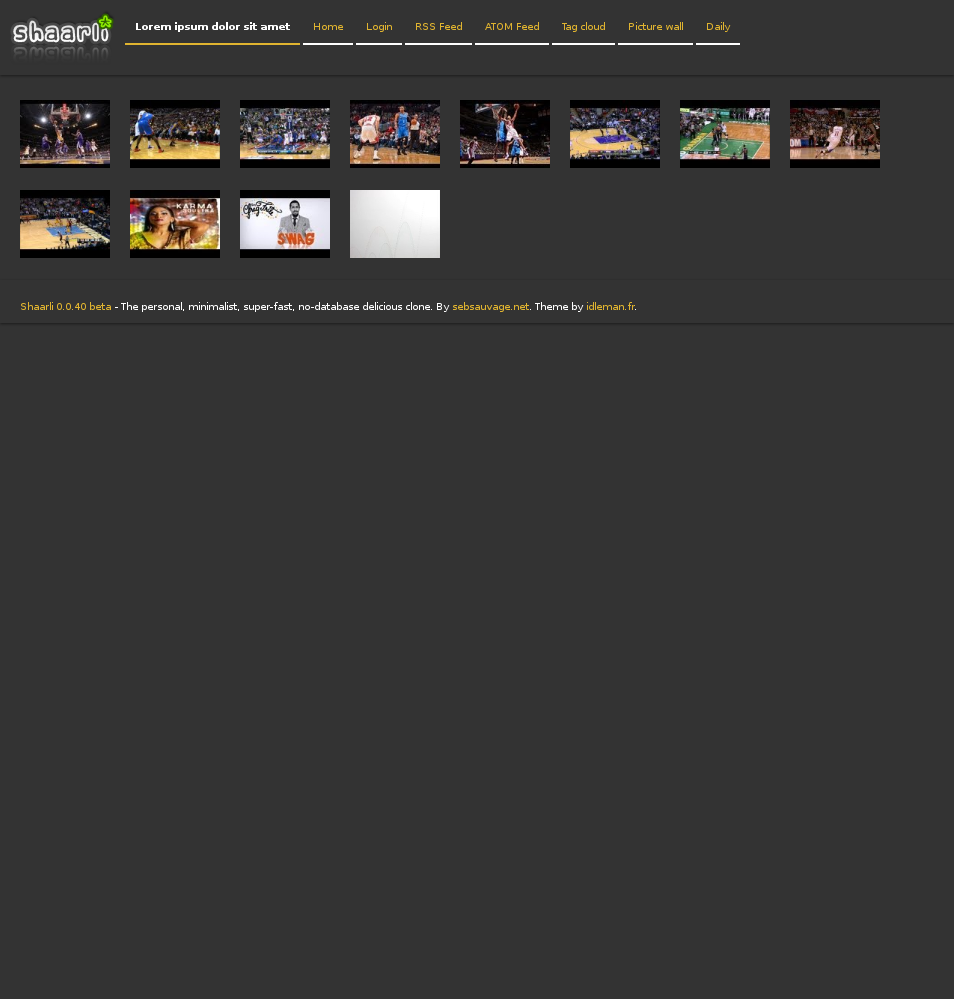 shaarli
Lorem ipsum dolor sit amet Home Login RSS Feed ATOM Feed Tag cloud Picture wall Daily
KARMA
SWAG
Shaarli 0.0.40 beta - The personal, minimalist, super-fast, no-database delicious clone. By sebsauvage.net. Theme by idleman.fr.